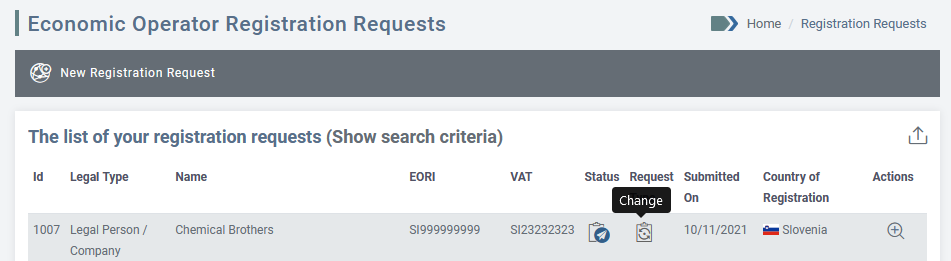 Economic Operator Registration Requests
Home / Registration Requests
New Registration Request
The list of your registration requests (Show search criteria)
Id Legal Type Name EORI VAT Status Request Submitted Country of Actions
On Registration
Change
1007 Legal Person / Chemical Brothers SI999999999 SI23232323 10/11/2021 Slovenia
Company